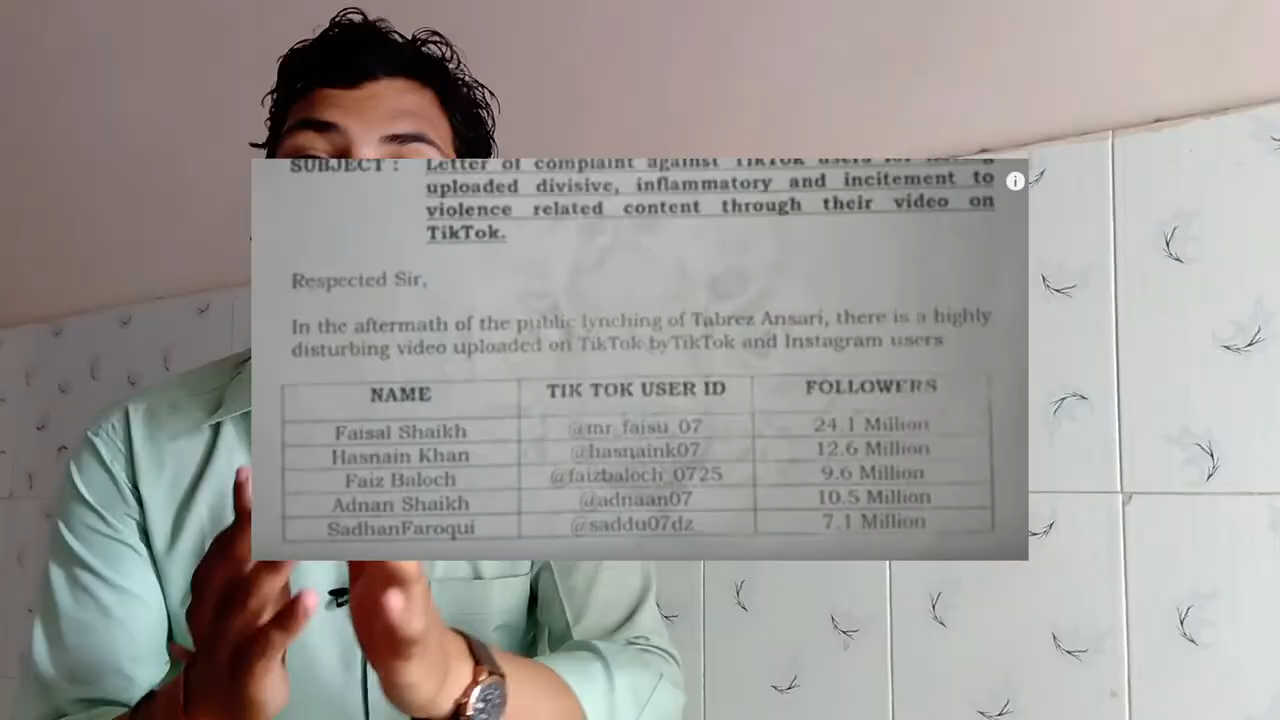 SUBJECT : Letter of complaint against TikTok users for having
uploaded divisive, inflammatory and incitement to
violence related content through their video on
TikTok.
Respected Sir,
In the aftermath of the public lynching of Tabrez Ansari, there is a highly
disturbing video uploaded on TikTok byTikTok and Instagram users
NAME TIK TOK USER ID FOLLOWERS
Faisal Shaikh @mr_faisu_07 24.1 Million
Hasnain Khan @hasnaink07 12.6 Million
Faiz Baloch @faizbaloch_0725 9.6 Million
Adnan Shaikh @adnaan07 10.5 Million
SadhanFaroqui @saddu07dz 7.1 Million